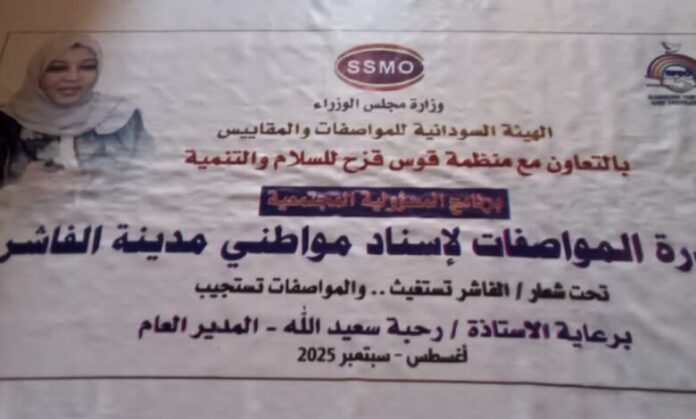 SSMO
وزارة مجلس الوزراء
الهيئة السودانية للمواصفات والمقاييس
بالتعاون مع منظمة قوس قزح للسلام والتنمية
برنامج المسؤولية المجتمعية
المواصفات لإسناد مواطني مدينة الفاشر
تحت شعار / الفاشر تستغيث .. والمواصفات تستجيب
برعاية الاستاذة / رحبة سعيد الله - المدير العام
أغسطس - سبتمبر 2025